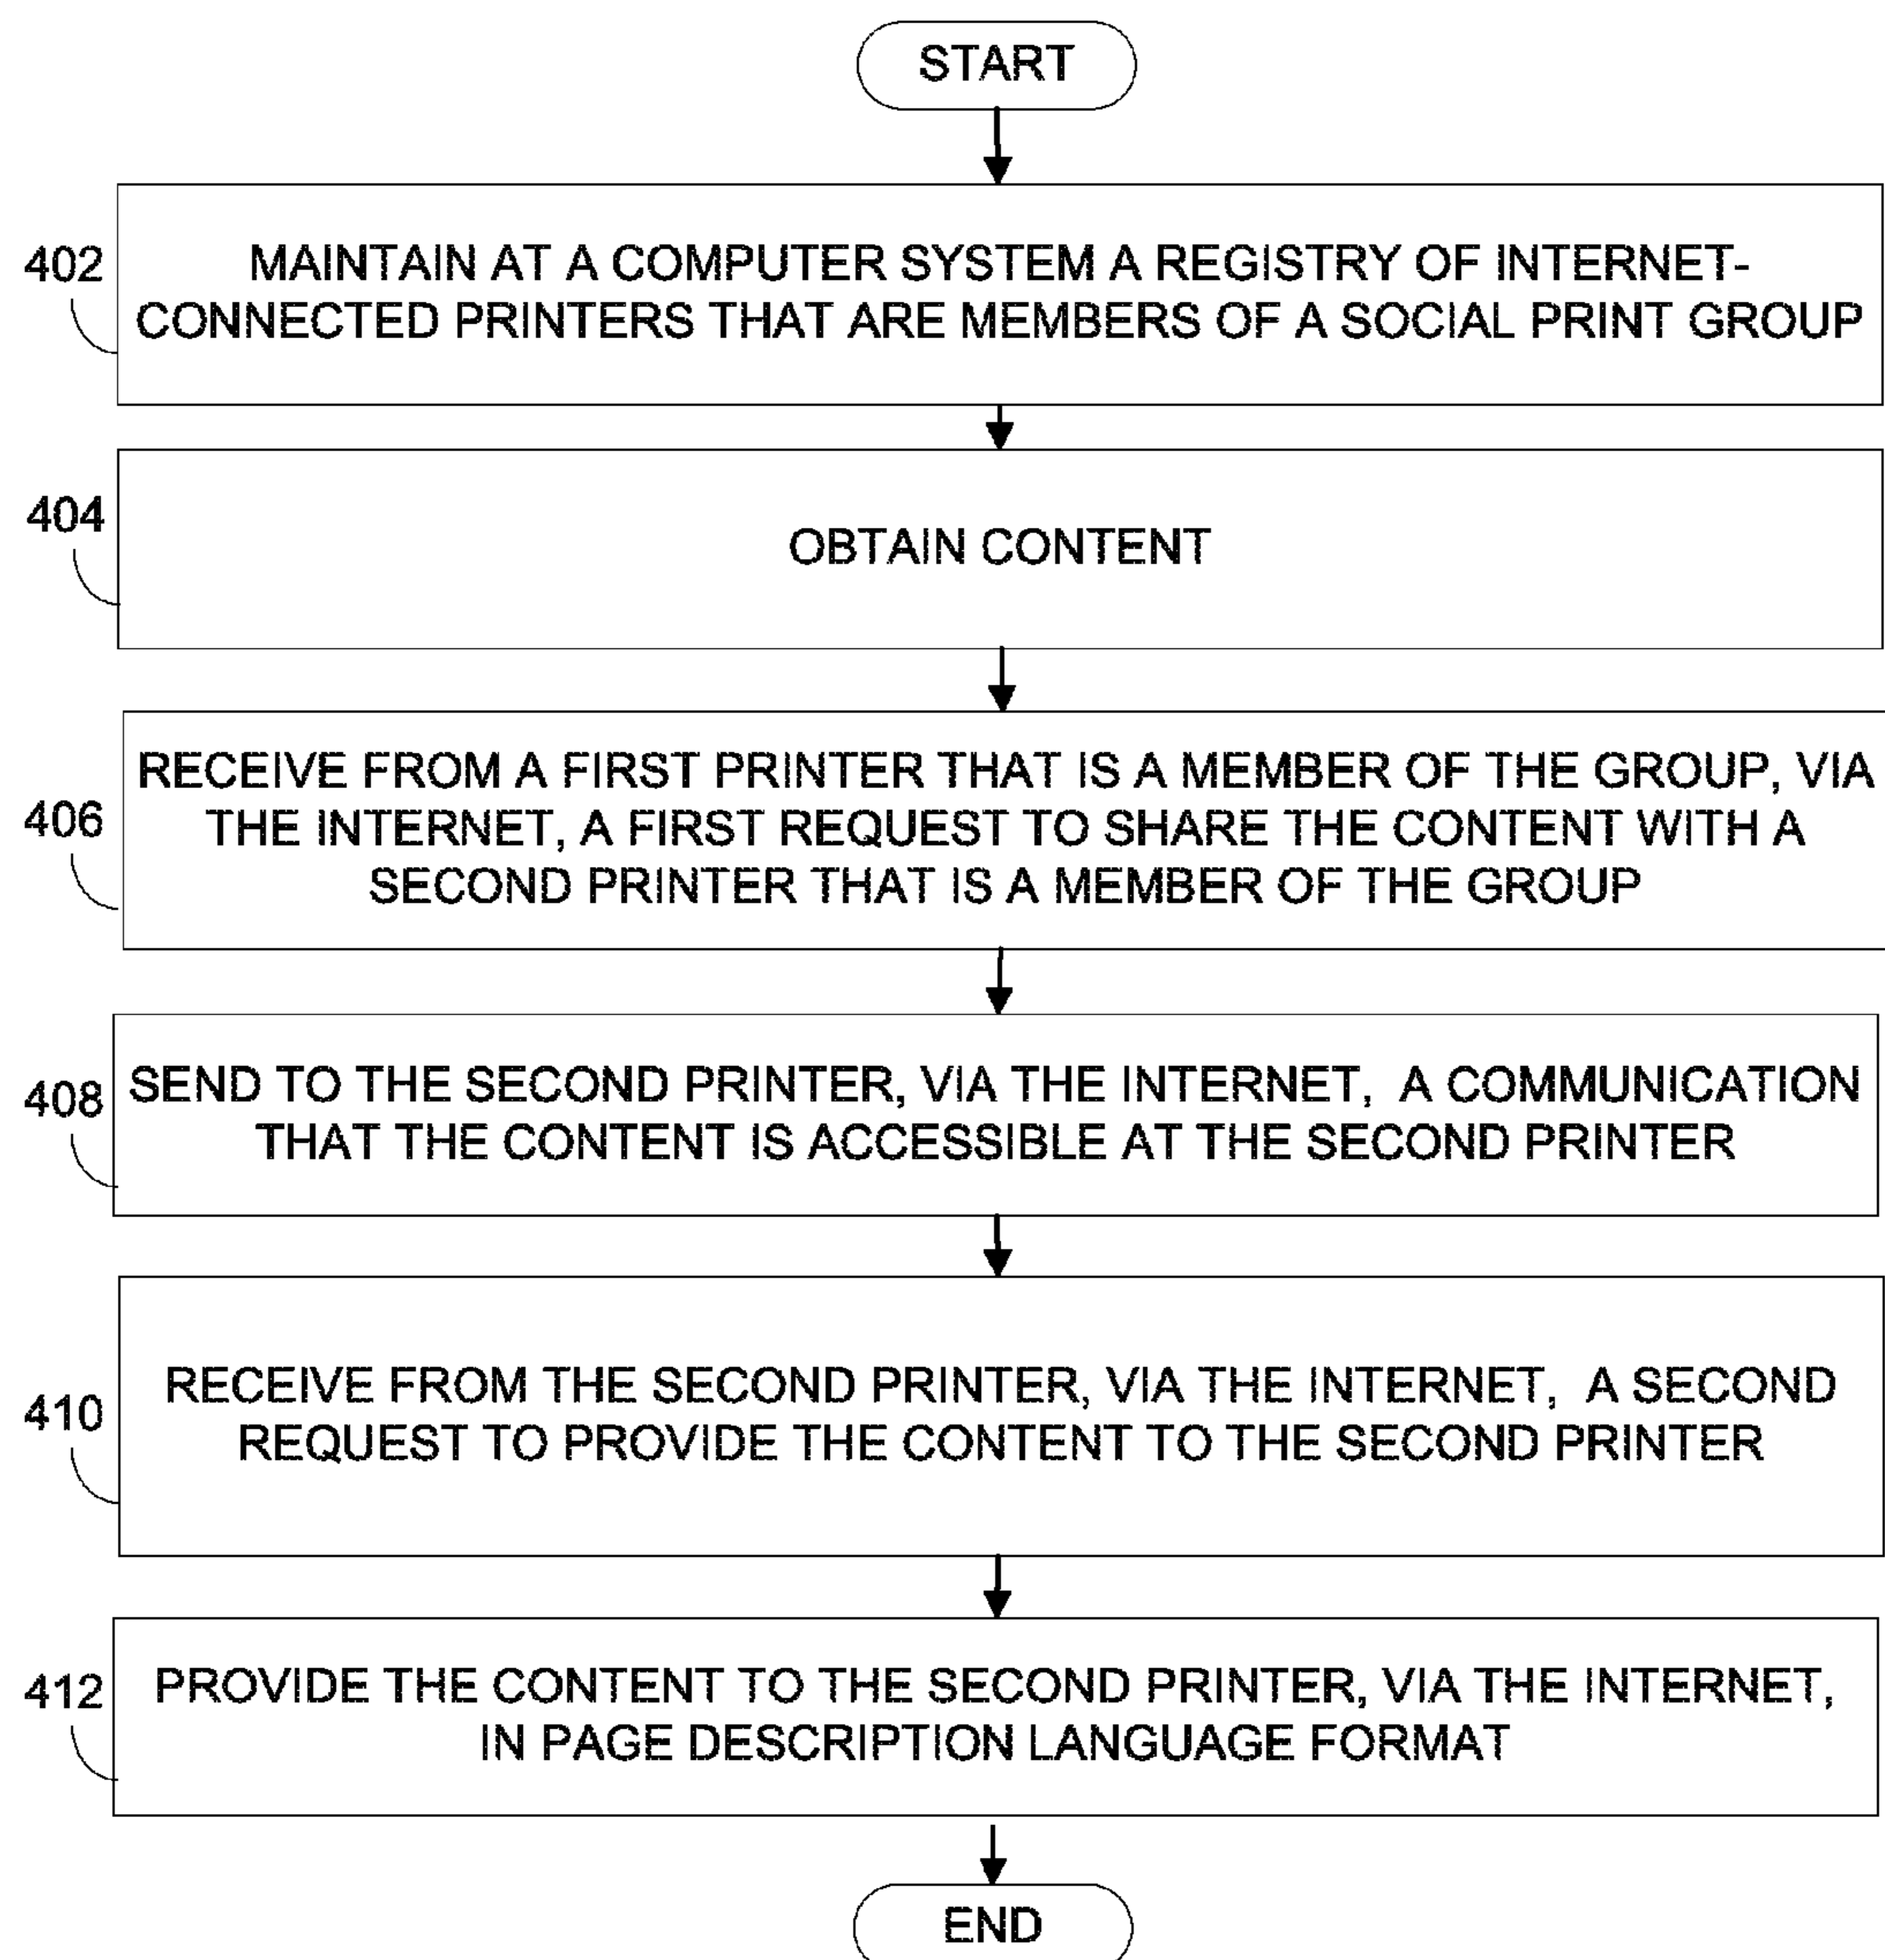 START
402
MAINTAIN AT A COMPUTER SYSTEM A REGISTRY OF INTERNET-
CONNECTED PRINTERS THAT ARE MEMBERS OF A SOCIAL PRINT GROUP
404
OBTAIN CONTENT
406
RECEIVE FROM A FIRST PRINTER THAT IS A MEMBER OF THE GROUP, VIA
THE INTERNET, A FIRST REQUEST TO SHARE THE CONTENT WITH A
SECOND PRINTER THAT IS A MEMBER OF THE GROUP
408
SEND TO THE SECOND PRINTER, VIA THE INTERNET, A COMMUNICATION
THAT THE CONTENT IS ACCESSIBLE AT THE SECOND PRINTER
410
RECEIVE FROM THE SECOND PRINTER, VIA THE INTERNET, A SECOND
REQUEST TO PROVIDE THE CONTENT TO THE SECOND PRINTER
412
PROVIDE THE CONTENT TO THE SECOND PRINTER, VIA THE INTERNET,
IN PAGE DESCRIPTION LANGUAGE FORMAT
END